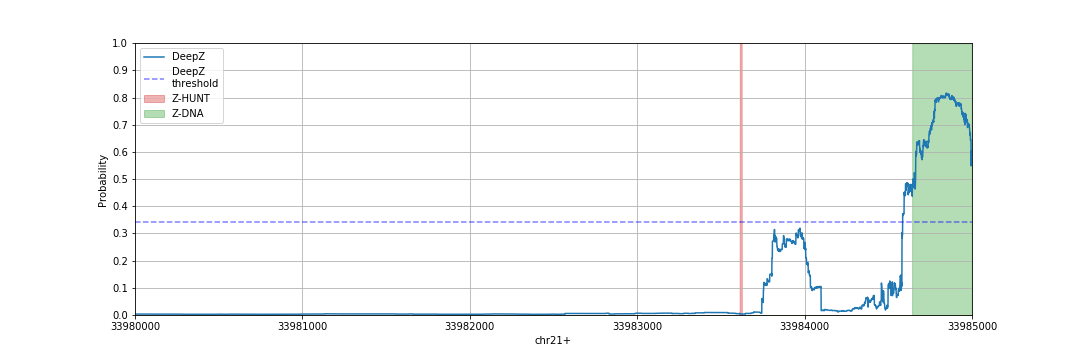 1.0
0.9
0.8
0.7
0.6
0.5
0.4
0.3
0.2
0.1
0.0
Probability
DeepZ
DeepZ
threshold
Z-HUNT
Z-DNA
33980000
33981000
33982000
33983000
33984000
33985000
chr21+